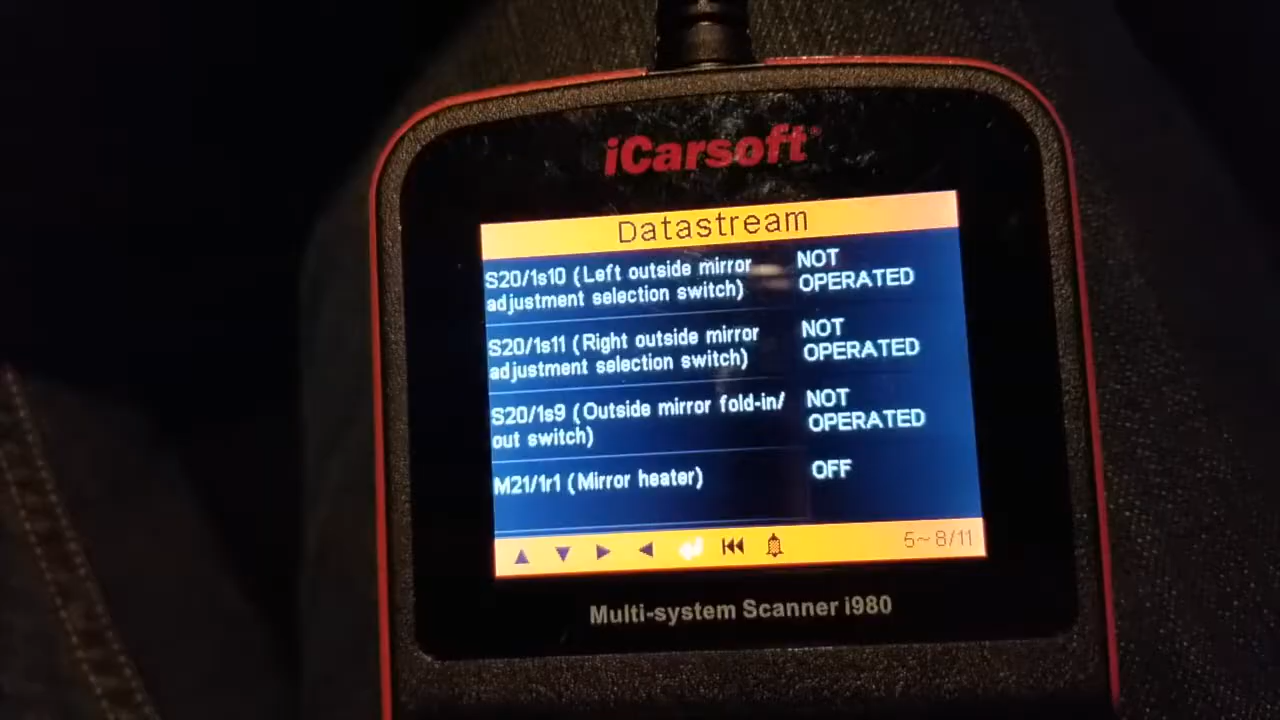 iCarsoft®
Datastream
S20/1s10 (Left outside mirror
adjustment selection switch)
NOT
OPERATED
S20/1s11 (Right outside mirror
adjustment selection switch)
NOT
OPERATED
S20/1s9 (Outside mirror fold-in/
out switch)
NOT
OPERATED
M21/1r1 (Mirror heater)
OFF
5~8/11
Multi-system Scanner i980